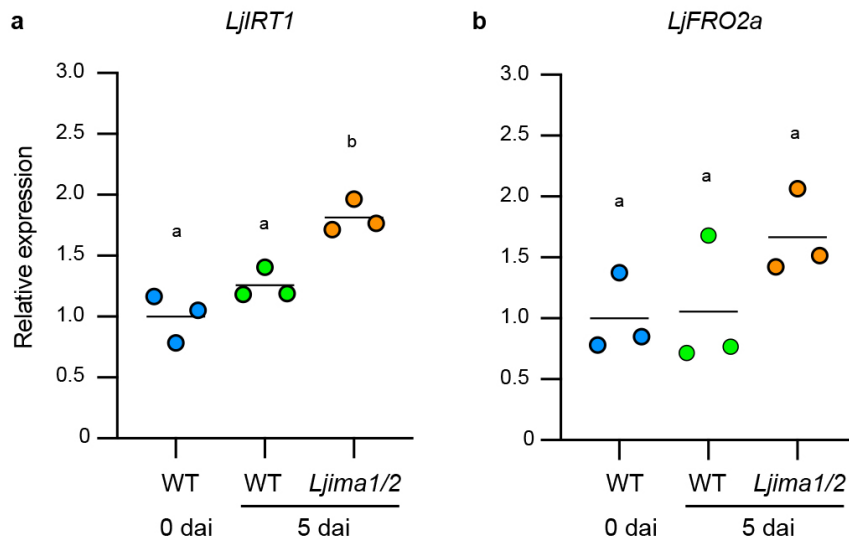 a
LjIRT1
Relative expression
3.0
2.5
2.0
1.5
1.0
0.5
0
a
a
b
WT
WT
Ljima1/2
0 dai
5 dai
b
LjFRO2a
3.0
2.5
2.0
1.5
1.0
0.5
0
a
a
a
WT
WT
Ljima1/2
0 dai
5 dai